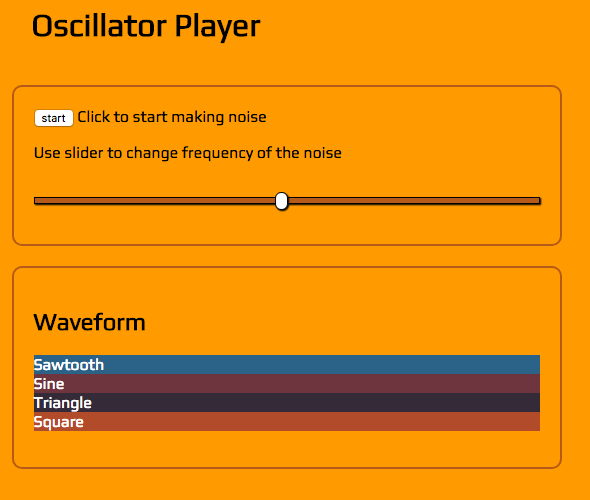 Oscillator Player
start Click to start making noise
Use slider to change frequency of the noise
Waveform
Sawtooth
Sine
Triangle
Square